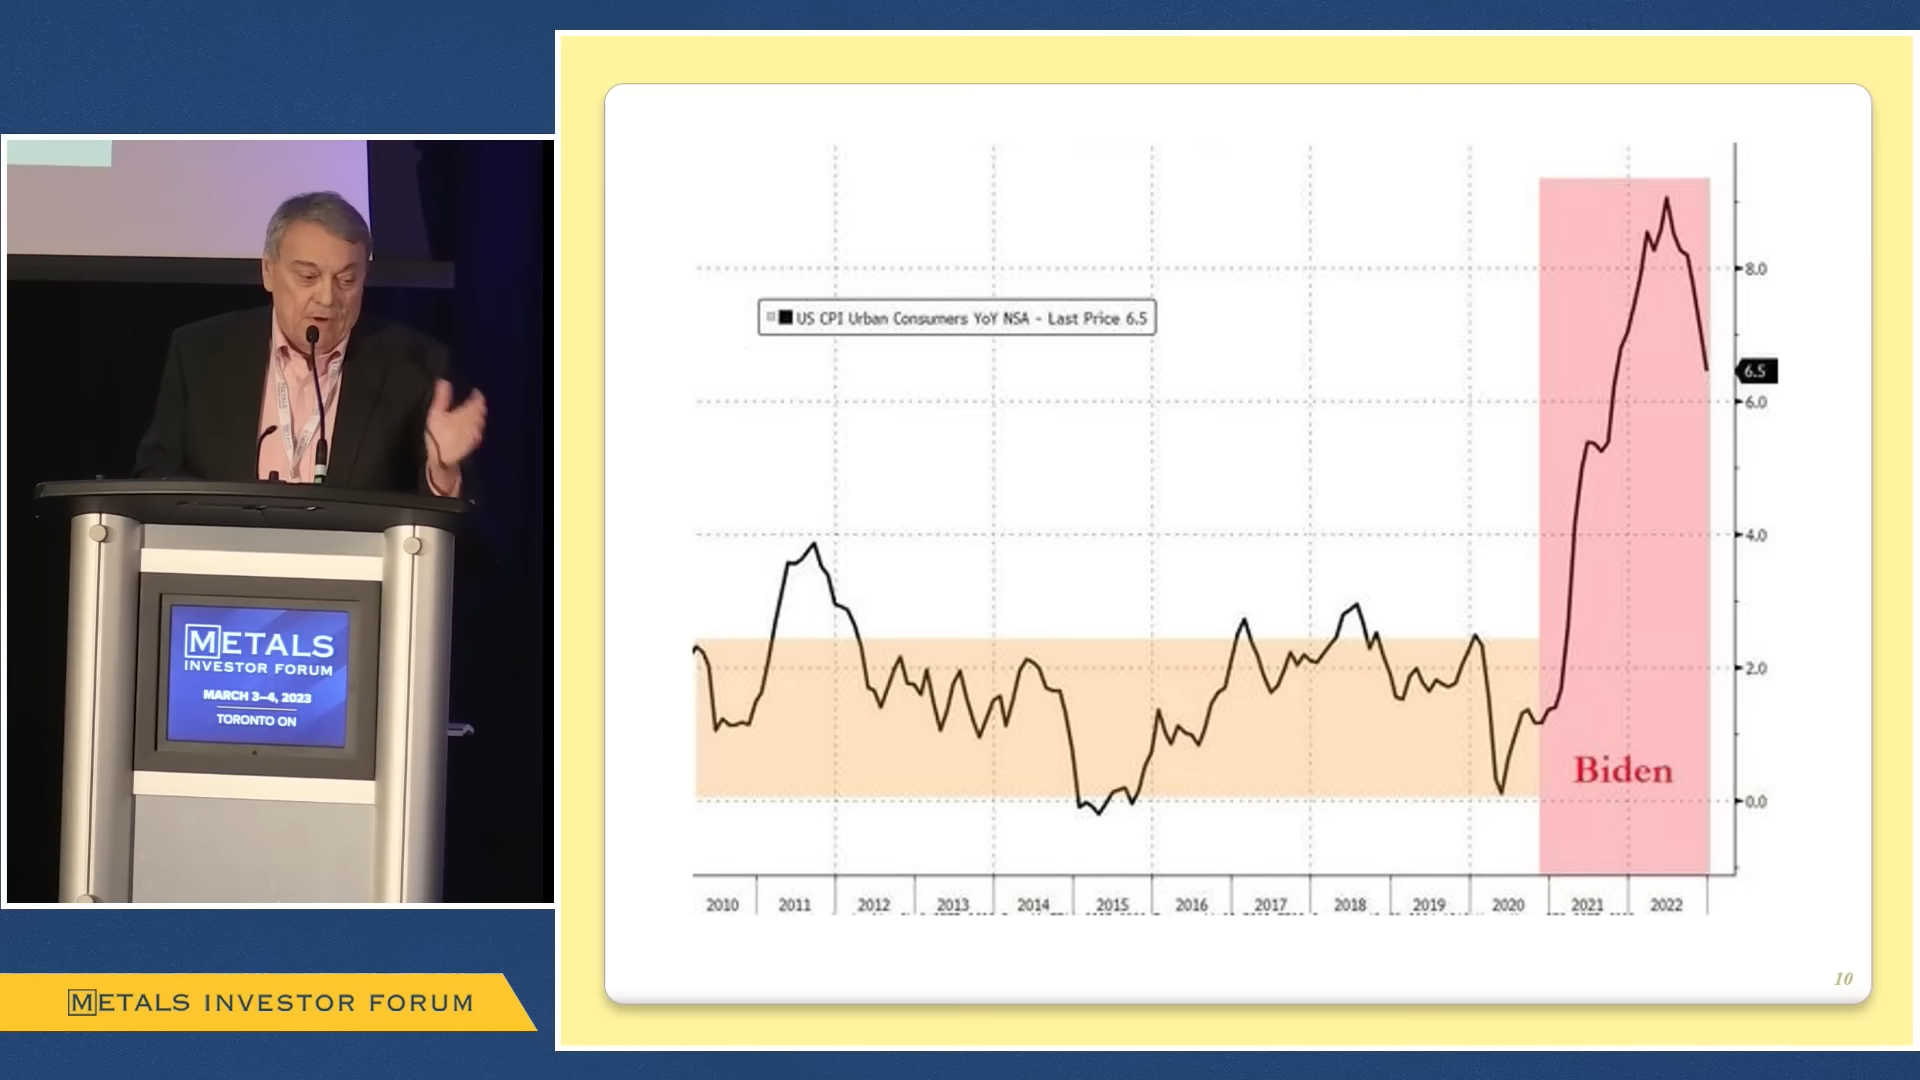 METALS
INVESTOR FORUM
MARCH 3–4, 2023
TORONTO ON
METALS INVESTOR FORUM
US CPI Urban Consumers YoY NSA - Last Price 6.5
8.0
6.5
6.0
4.0
2.0
0.0
Biden
2010 2011 2012 2013 2014 2015 2016 2017 2018 2019 2020 2021 2022
10